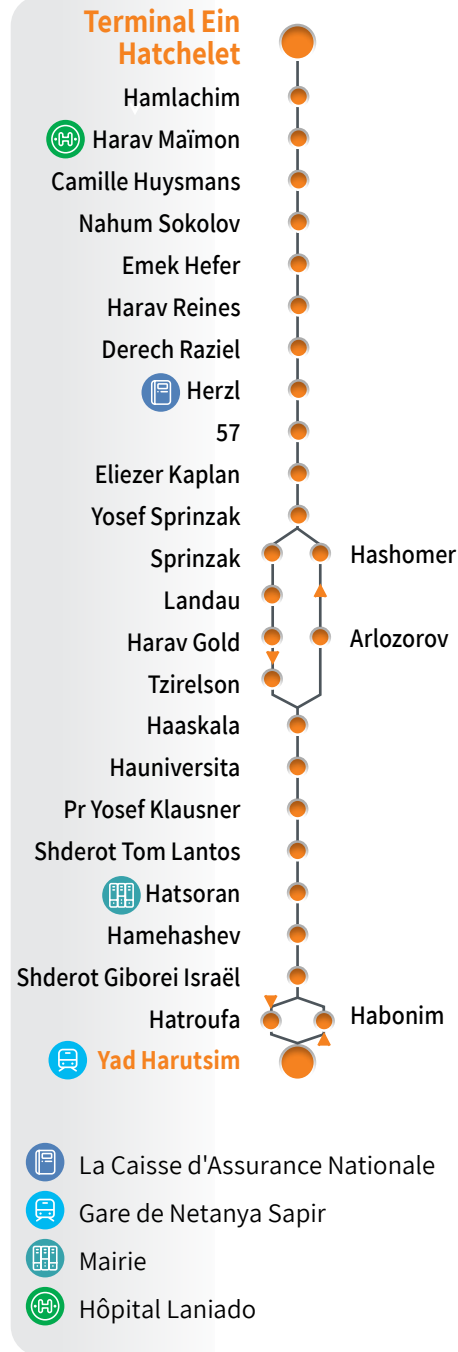 Terminal Ein
Hatchelet
Hamlachim
Harav Maïmon
Camille Huysmans
Nahum Sokolov
Emek Hefer
Harav Reines
Derech Raziel
Herzl
57
Eliezer Kaplan
Yosef Sprinzak
Sprinzak
Hashomer
Landau
Harav Gold
Arlozorov
Tzirelson
Haaskala
Hauniversita
Pr Yosef Klausner
Shderot Tom Lantos
Hatsoran
Hamehashev
Shderot Giborei Israël
Hatroufa
Habonim
Yad Harutsim
La Caisse d'Assurance Nationale
Gare de Netanya Sapir
Mairie
Hôpital Laniado